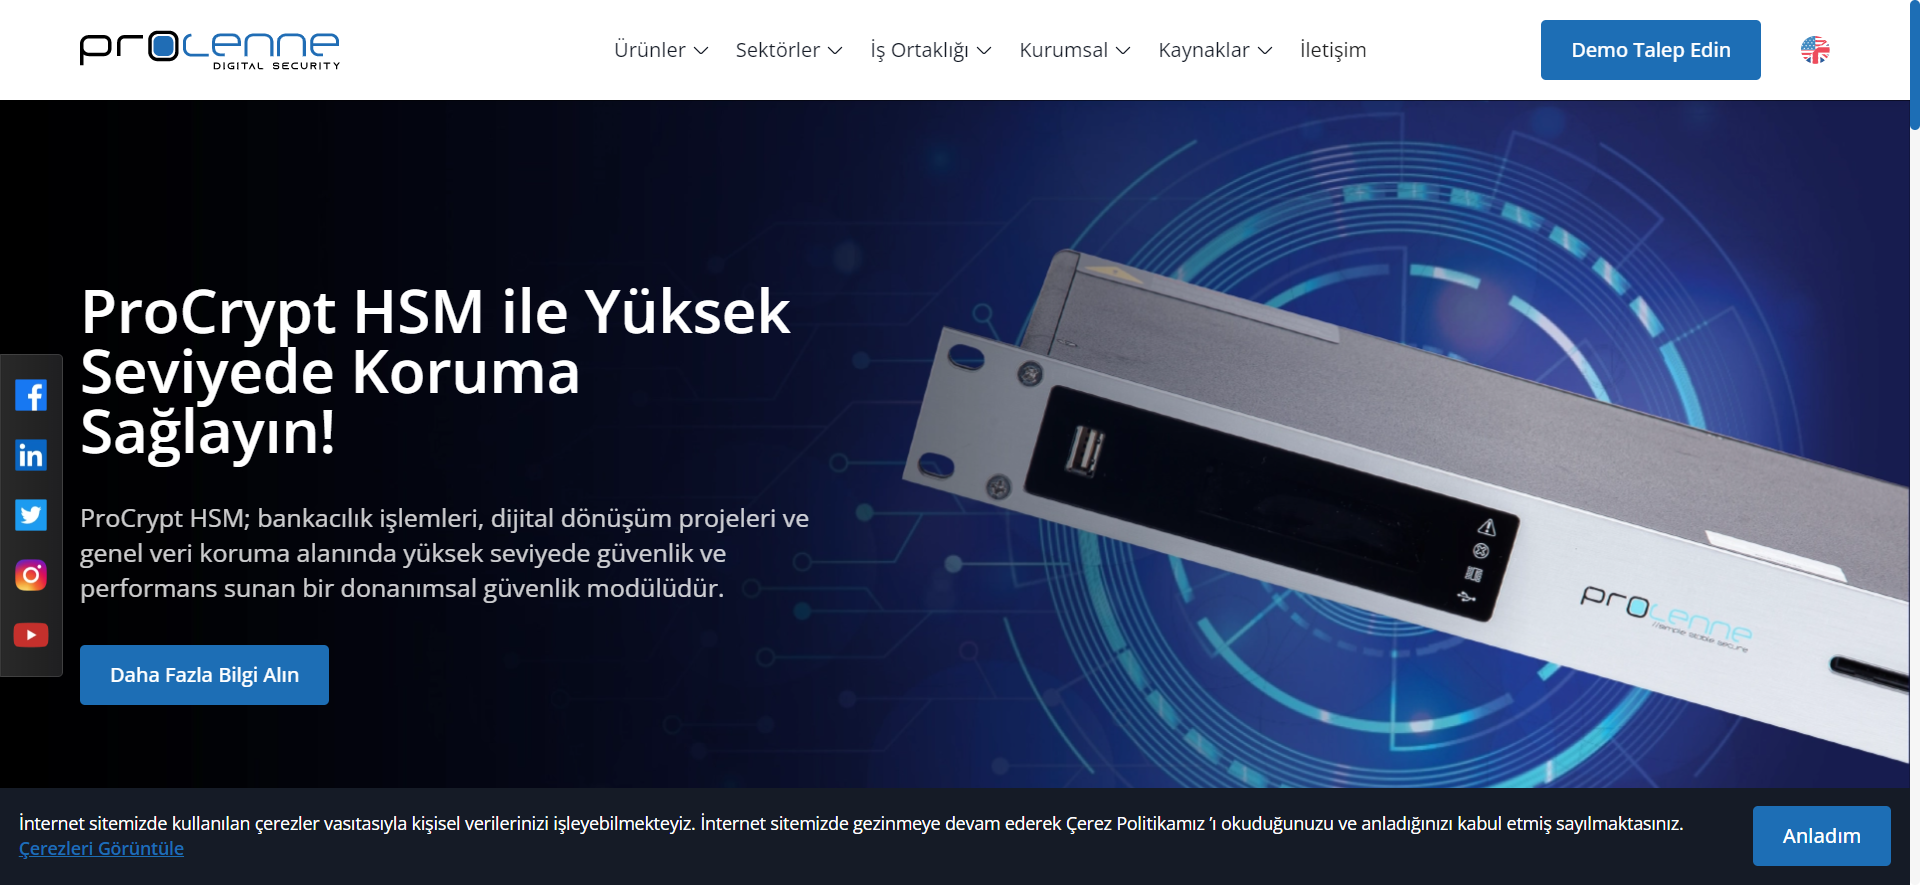 procenne
DIGITAL SECURITY
Ürünler
Sektörler
İş Ortaklığı
Kurumsal
Kaynaklar
İletişim
Demo Talep Edin
ProCrypt HSM ile Yüksek
Seviyede Koruma
Sağlayın!
ProCrypt HSM; bankacılık işlemleri, dijital dönüşüm projeleri ve
genel veri koruma alanında yüksek seviyede güvenlik ve
performans sunan bir donanımsal güvenlik modülüdür.
Daha Fazla Bilgi Alın
procenne
İnternet sitemizde kullanılan çerezler vasıtasıyla kişisel verilerinizi işleyebilmekteyiz. İnternet sitemizde gezinmeye devam ederek Çerez Politikamız ’ı okuduğunuzu ve anladığınızı kabul etmiş sayılmaktasınız.
Çerezleri Görüntüle
Anladım